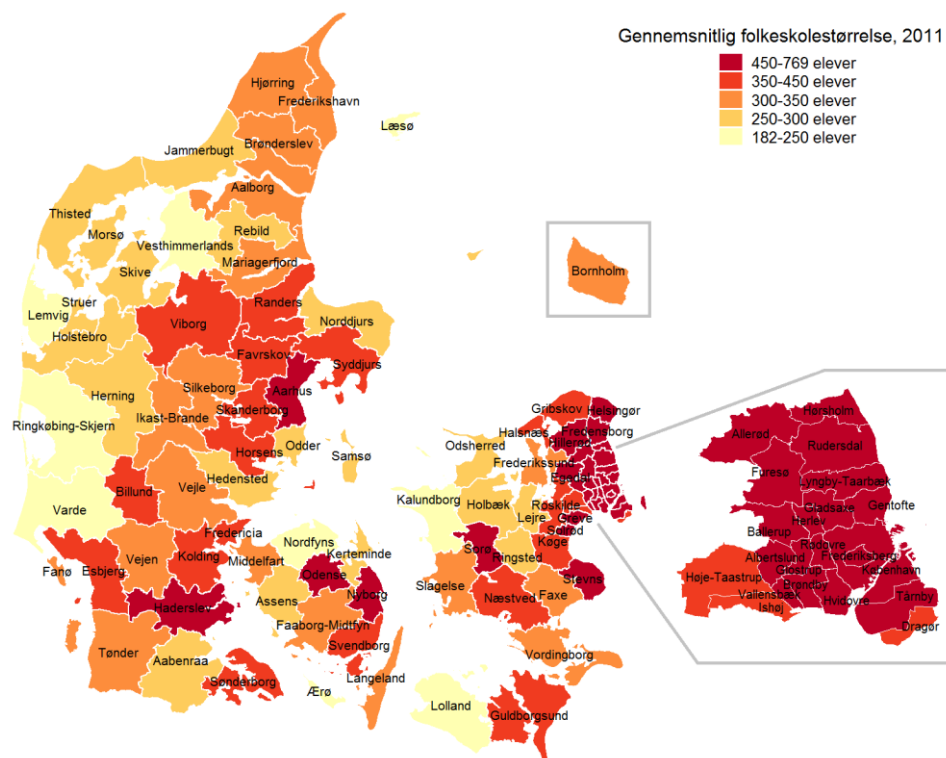 Gennemsnitlig folkeskolestørrelse, 2011
450-769 elever
350-450 elever
300-350 elever
250-300 elever
182-250 elever
Hjørring
Frederikshavn
Læsø
Brønderslev
Jammerbugt
Aalborg
Thisted
Morsø
Rebild
Vesthimmerlands
Mariagerfjord
Skive
Struer
Lemvig
Holstebro
Viborg
Randers
Norddjurs
Favrskov
Syddjurs
Silkeborg
Aarhus
Herning
Skanderborg
Ikast-Brande
Ringkøbing-Skjern
Horsens
Odder
Samsø
Hedensted
Billund
Vejle
Varde
Fredericia
Vejen
Kolding
Middelfart
Fanø
Esbjerg
Nordfyns
Kerteminde
Odense
Haderslev
Assens
Nyborg
Faaborg-Midtfyn
Svendborg
Tønder
Aabenraa
Sønderborg
Ærø
Langeland
Bornholm
Gribskov
Helsingør
Halsnæs
Fredensborg
Hillerød
Odsherred
Frederikssund
Egedal
Kalundborg
Holbæk
Roskilde
Lejre
Greve
Solrød
Køge
Sorø
Ringsted
Slagelse
Stevns
Næstved
Faxe
Vordingborg
Lolland
Guldborgsund
Hørsholm
Allerød
Rudersdal
Furesø
Lyngby-Taarbæk
Gladsaxe
Gentofte
Herlev
Ballerup
Rødovre
Albertslund
Frederiksberg
Glostrup
København
Høje-Taastrup
Brøndby
Vallensbæk
Hvidovre
Tårnby
Ishøj
Dragør